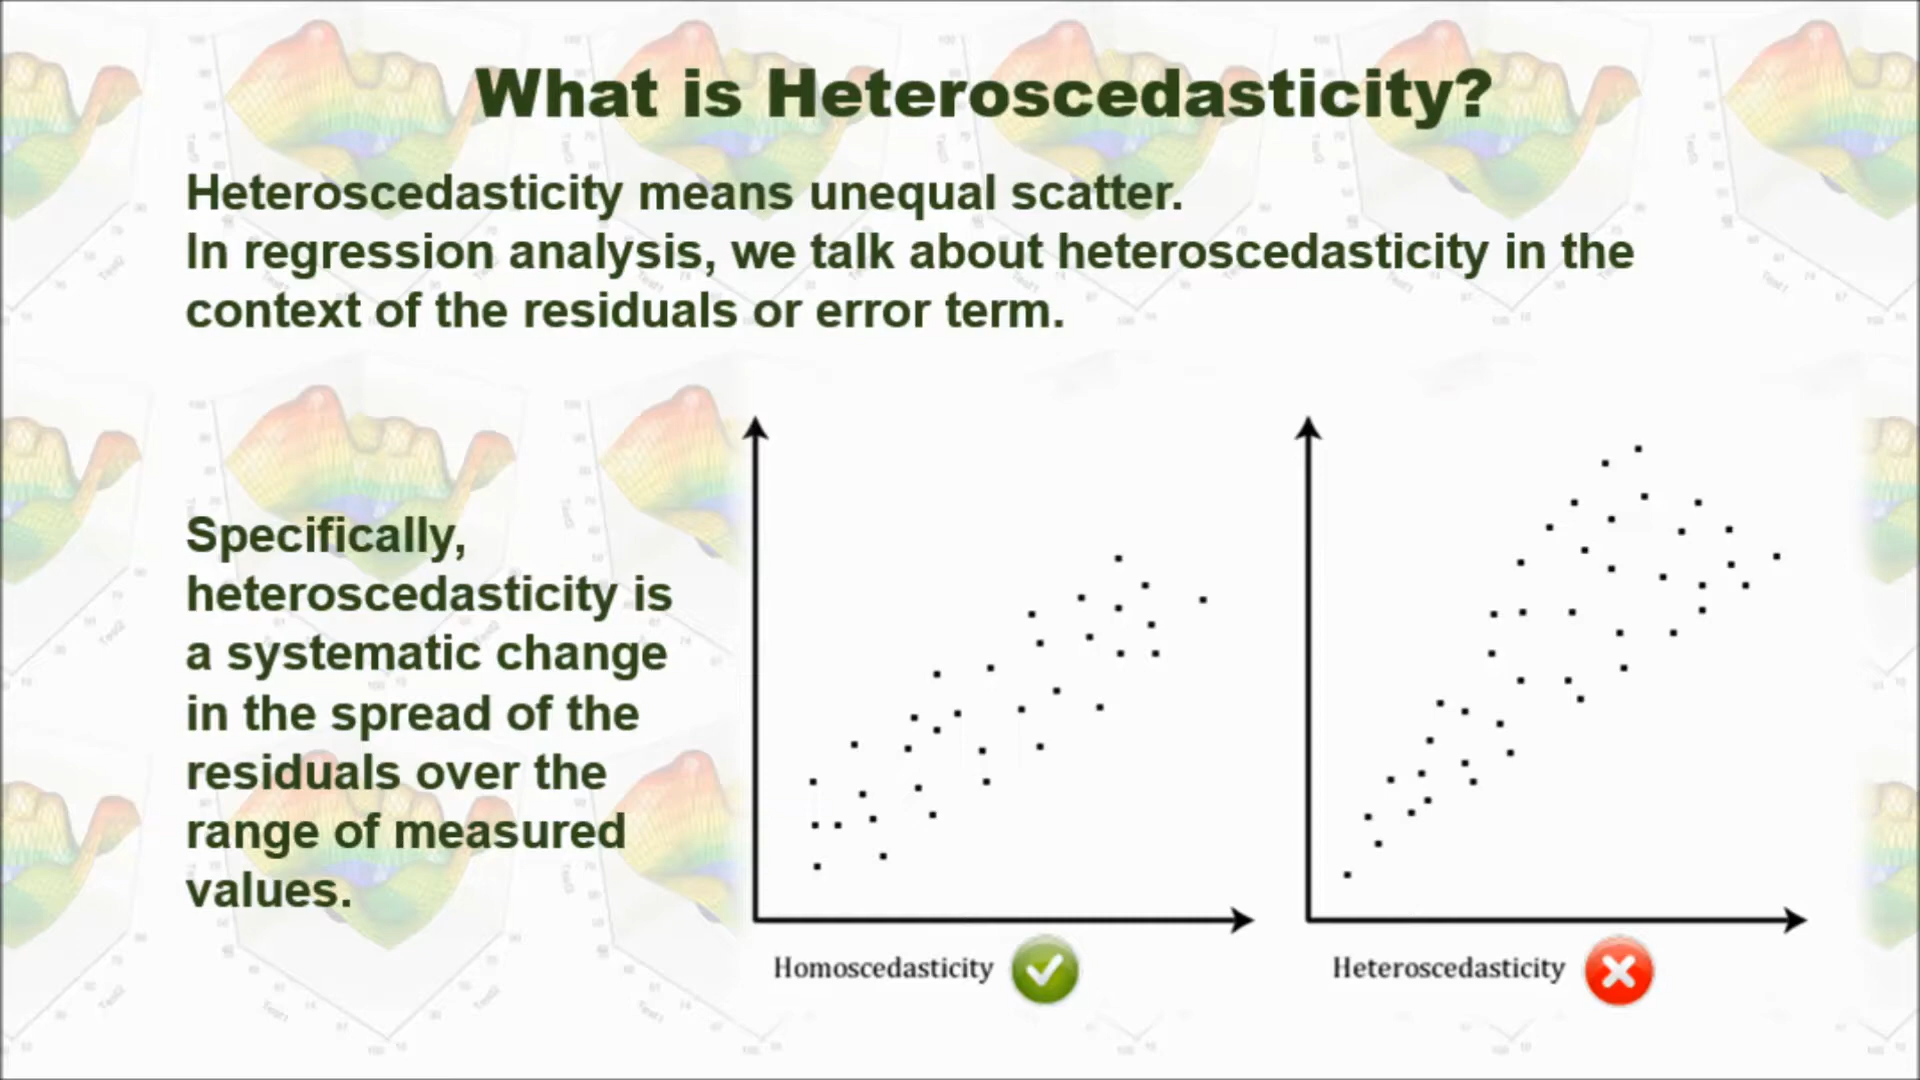 What is Heteroscedasticity?
Heteroscedasticity means unequal scatter.
In regression analysis, we talk about heteroscedasticity in the
context of the residuals or error term.
Specifically,
heteroscedasticity is
a systematic change
in the spread of the
residuals over the
range of measured
values.
Homoscedasticity
Heteroscedasticity